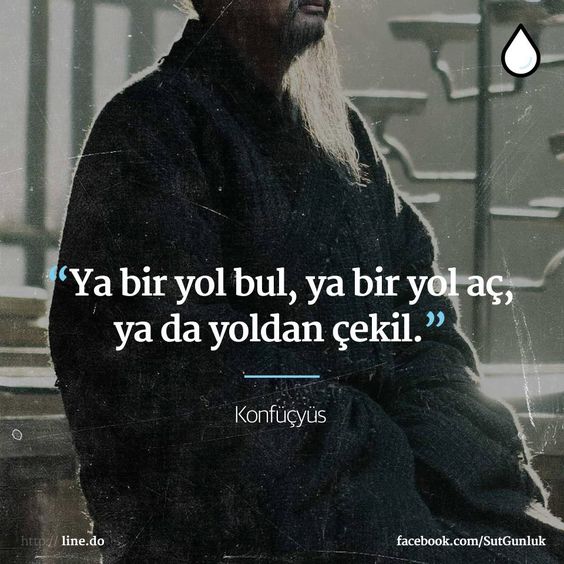 “Ya bir yol bul, ya bir yol aç,
ya da yoldan çekil.”
Konfüçyüs
http:// line.do
facebook.com/SutGunluk